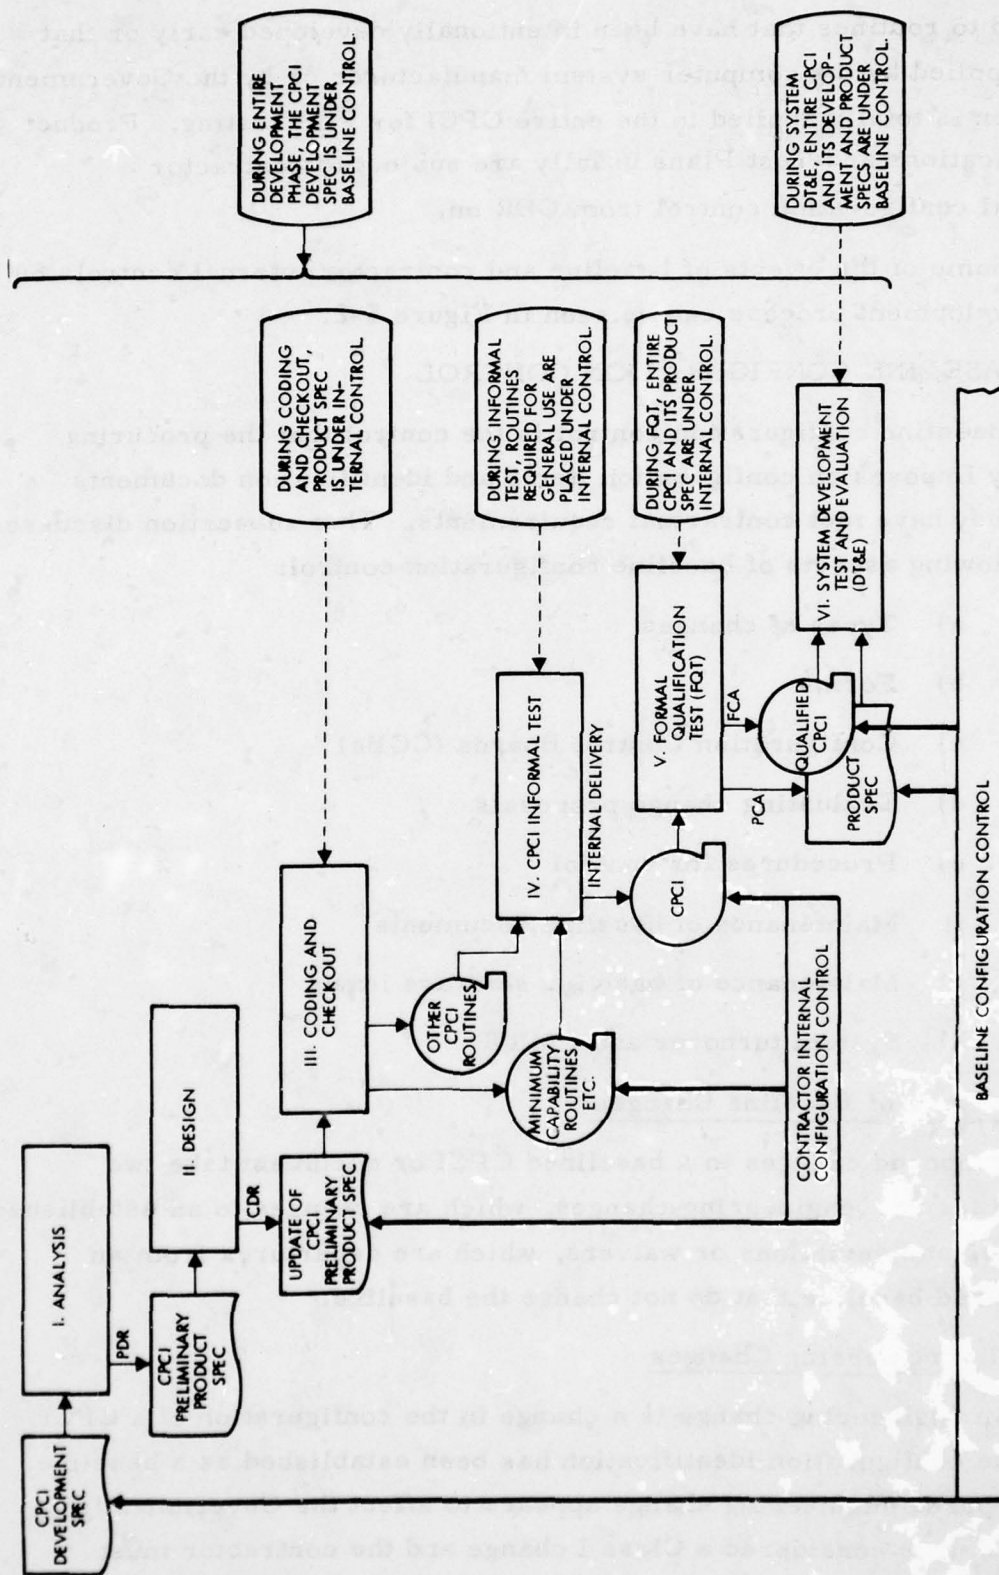 DURING ENTIRE
DEVELOPMENT
PHASE, THE CPCI
DEVELOPMENT
SPEC IS UNDER
BASELINE CONTROL.
DURING SYSTEM
DT&E, ENTIRE CPCI
AND ITS DEVELOP-
MENT AND PRODUCT
SPECS ARE UNDER
BASELINE CONTROL.
DURING CODING
AND CHECKOUT,
PRODUCT SPEC
IS UNDER IN-
TERNAL CONTROL.
DURING INFORMAL
TEST, ROUTINES
REQUIRED FOR
GENERAL USE ARE
PLACED UNDER
INTERNAL CONTROL.
DURING FQT, ENTIRE
CPCI AND ITS PRODUCT
SPEC ARE UNDER
INTERNAL CONTROL.
CPCI
DEVELOPMENT
SPEC
I. ANALYSIS
PDR
CPCI
PRELIMINARY
PRODUCT
SPEC
II. DESIGN
CDR
UPDATE OF
CPCI
PRELIMINARY
PRODUCT SPEC
III. CODING AND
CHECKOUT
OTHER
CPCI
ROUTINES
MINIMUM
CAPABILITY
ROUTINES
ETC.
IV. CPCI INFORMAL TEST
INTERNAL DELIVERY
CPCI
V. FORMAL
QUALIFICATION
TEST (FQT)
FCA
PCA
QUALIFIED
CPCI
PRODUCT
SPEC
VI. SYSTEM DEVELOPMENT
TEST AND EVALUATION
(DT&E)
CONTRACTOR INTERNAL
CONFIGURATION CONTROL
BASELINE CONFIGURATION CONTROL